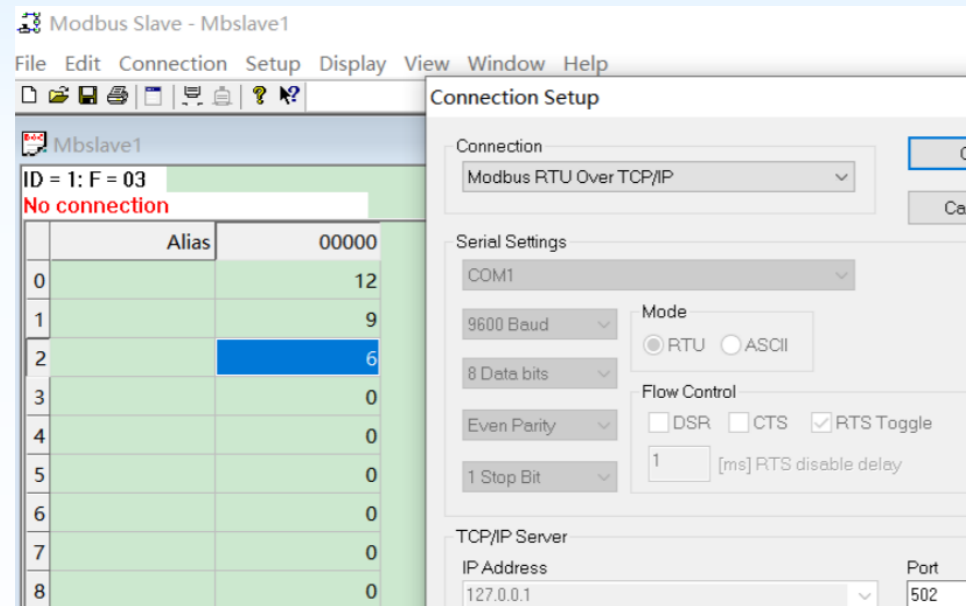 Modbus Slave - Mbslave1
File Edit Connection Setup Display View Window Help
Connection Setup
Mbslave1
ID = 1: F = 03
No connection
Alias 00000
0 12
1 9
2 6
3 0
4 0
5 0
6 0
7 0
8 0
Connection
Modbus RTU Over TCP/IP
Serial Settings
COM1
9600 Baud
8 Data bits
Even Parity
1 Stop Bit
Mode
RTU ASCII
Flow Control
DSR CTS RTS Toggle
1 [ms] RTS disable delay
TCP/IP Server
IP Address Port
127.0.0.1 502